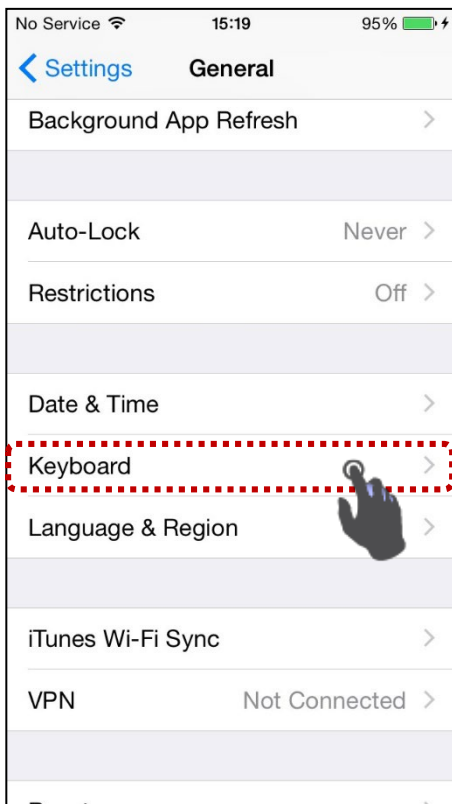 No Service 15:19 95%
Settings General
Background App Refresh
Auto-Lock Never
Restrictions Off
Date & Time
Keyboard
Language & Region
iTunes Wi-Fi Sync
VPN Not Connected